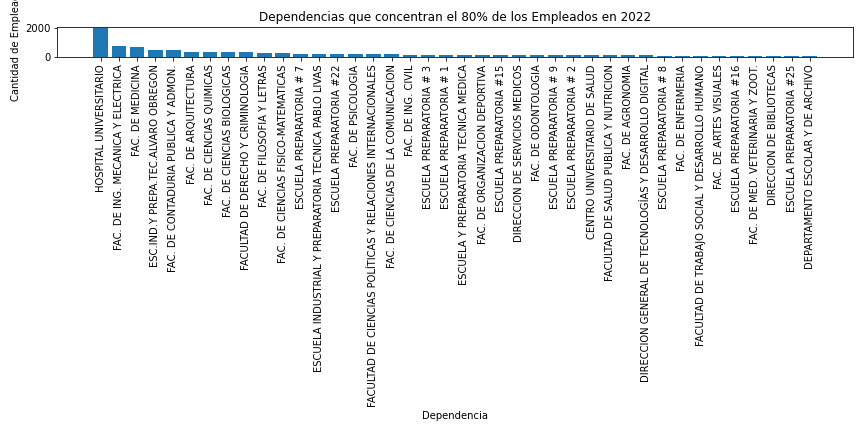 Dependencias que concentran el 80% de los Empleados en 2022
Cantidad de
2000
0
HOSPITAL UNIVERSITARIO
FAC. DE ING. MECANICA Y ELECTRICA
FAC. DE MEDICINA
ESC.IND.Y PREPA.TEC.ALVARO OBREGON
FAC. DE CONTADURIA PUBLICA Y ADMON.
FAC. DE ARQUITECTURA
FAC. DE CIENCIAS QUIMICAS
FAC. DE CIENCIAS BIOLOGICAS
FACULTAD DE DERECHO Y CRIMINOLOGIA
FAC. DE FILOSOFIA Y LETRAS
FAC. DE CIENCIAS FISICO-MATEMATICAS
ESCUELA PREPARATORIA # 7
ESCUELA INDUSTRIAL Y PREPARATORIA TECNICA PABLO LIVAS
ESCUELA PREPARATORIA #22
FAC. DE PSICOLOGIA
FACULTAD DE CIENCIAS POLÍTICAS Y RELACIONES INTERNACIONALES
FAC. DE CIENCIAS DE LA COMUNICACION
FAC. DE ING. CIVIL
ESCUELA PREPARATORIA # 3
ESCUELA PREPARATORIA # 1
ESCUELA Y PREPARATORIA TECNICA MEDICA
FAC. DE ORGANIZACION DEPORTIVA
ESCUELA PREPARATORIA #15
DIRECCION DE SERVICIOS MEDICOS
FAC. DE ODONTOLOGIA
ESCUELA PREPARATORIA # 9
ESCUELA PREPARATORIA # 2
CENTRO UNIVERSITARIO DE SALUD
FACULTAD DE SALUD PUBLICA Y NUTRICION
FAC. DE AGRONOMIA
DIRECCION GENERAL DE TECNOLOGÍAS Y DESARROLLO DIGITAL
ESCUELA PREPARATORIA # 8
FAC. DE ENFERMERIA
FACULTAD DE TRABAJO SOCIAL Y DESARROLLO HUMANO
FAC. DE ARTES VISUALES
ESCUELA PREPARATORIA #16
FAC. DE MED. VETERINARIA Y ZOOT.
DIRECCION DE BIBLIOTECAS
ESCUELA PREPARATORIA #25
DEPARTAMENTO ESCOLAR Y DE ARCHIVO
Dependencia